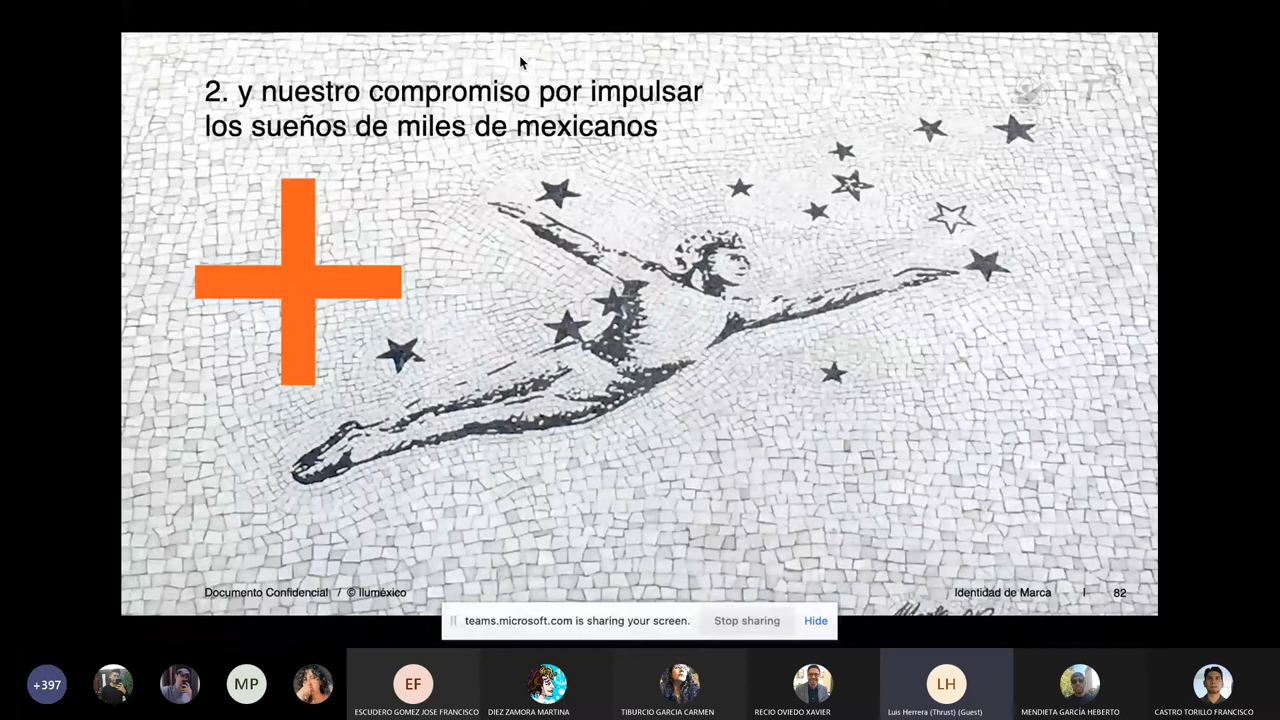 2. y nuestro compromiso por impulsar
los sueños de miles de mexicanos
Documento Confidencial / © Iluméxico
Identidad de Marca | 82
teams.microsoft.com is sharing your screen.
Stop sharing
Hide
+397
MP
EF
LH
ESCUDERO GOMEZ JOSE FRANCISCO
DIEZ ZAMORA MARTINA
TIBURCIO GARCIA CARMEN
RECIO OVIEDO XAVIER
Luis Herrera (Thrust) (Guest)
MENDIETA GARCÍA HEBERTO
CASTRO TORILLO FRANCISCO